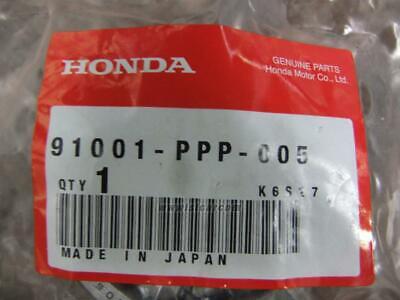 HONDA
GENUINE PARTS
Honda Motor Co., Ltd.
91001-PPP-005
QTY 1
MADE IN JAPAN